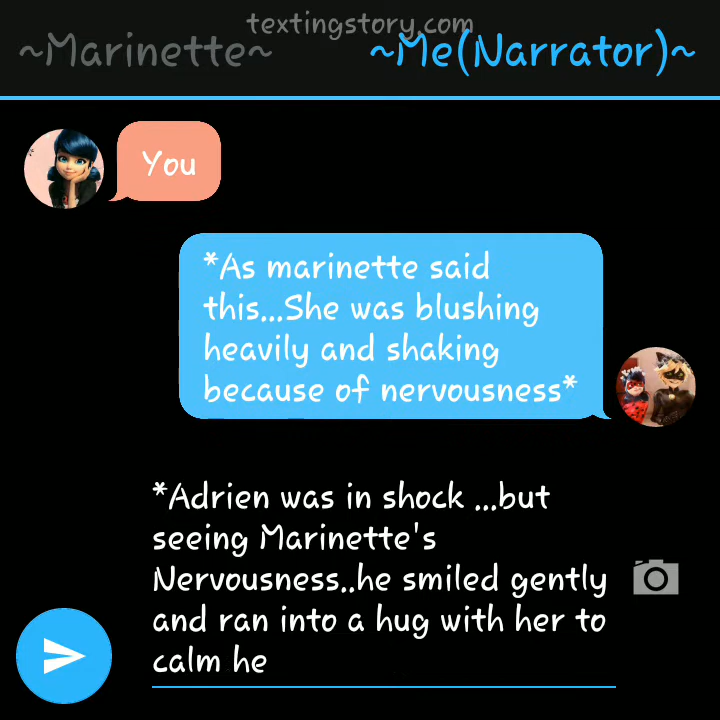 textingstory.com
~Marinette~
~Me(Narrator)~
You
*As marinette said
this...She was blushing
heavily and shaking
because of nervousness*
*Adrien was in shock ...but
seeing Marinette's
Nervousness..he smiled gently
and ran into a hug with her to
calm he